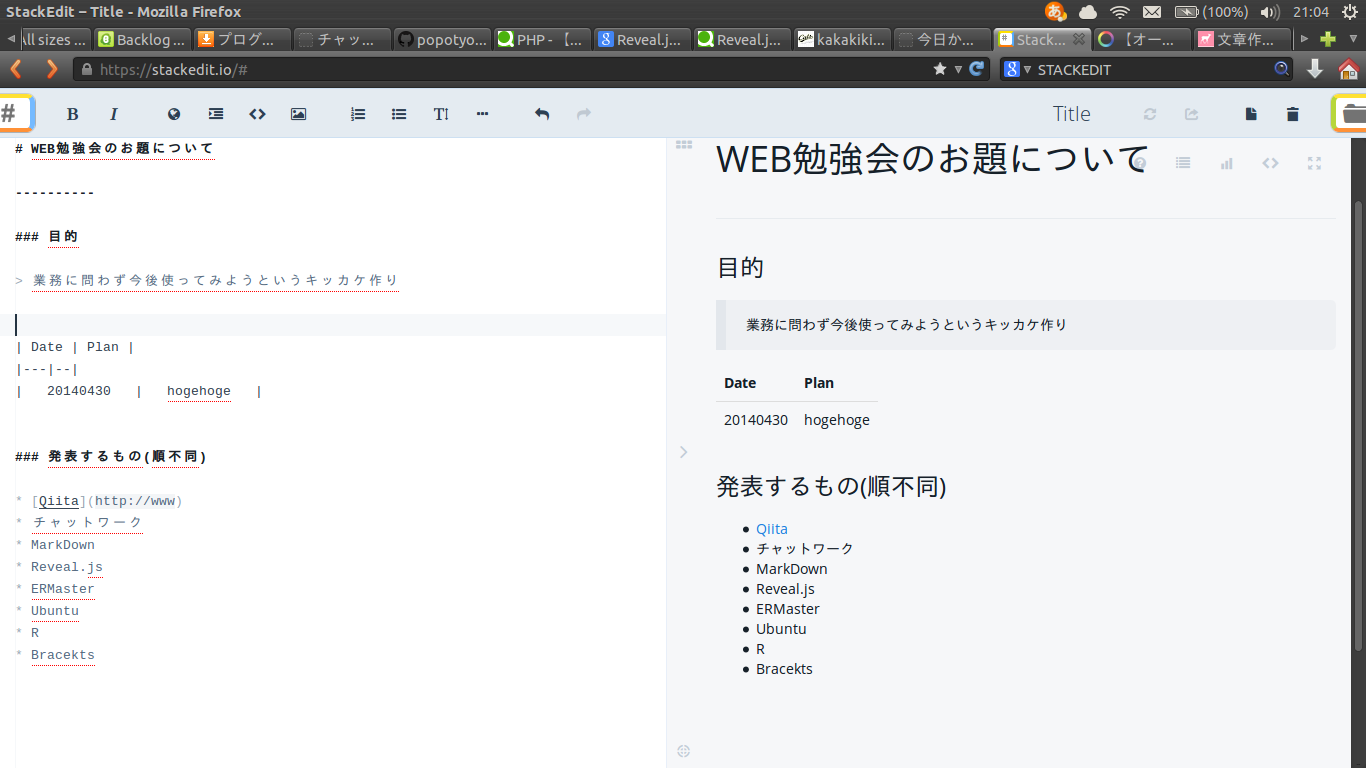 StackEdit – Title - Mozilla Firefox
(100%) 21:04
All sizes ... Backlog ... プログ... チャッ... popotyo... PHP - 【... Reveal.j... Reveal.j... kakakiki... 今日か... Stack... 【オー... 文章作...
https://stackedit.io/# STACKEDIT
# B I Title
# WEB勉強会のお題について
----------
### 目的
> 業務に問わず今後使ってみようというキッカケ作り
| Date | Plan |
|---|--|
| 20140430 | hogehoge |
### 発表するもの(順不同)
* [Qiita](http://www)
* チャットワーク
* MarkDown
* Reveal.js
* ERMaster
* Ubuntu
* R
* Bracekts
WEB勉強会のお題について
目的
業務に問わず今後使ってみようというキッカケ作り
Date Plan
20140430 hogehoge
発表するもの(順不同)
Qiita
チャットワーク
MarkDown
Reveal.js
ERMaster
Ubuntu
R
Bracekts